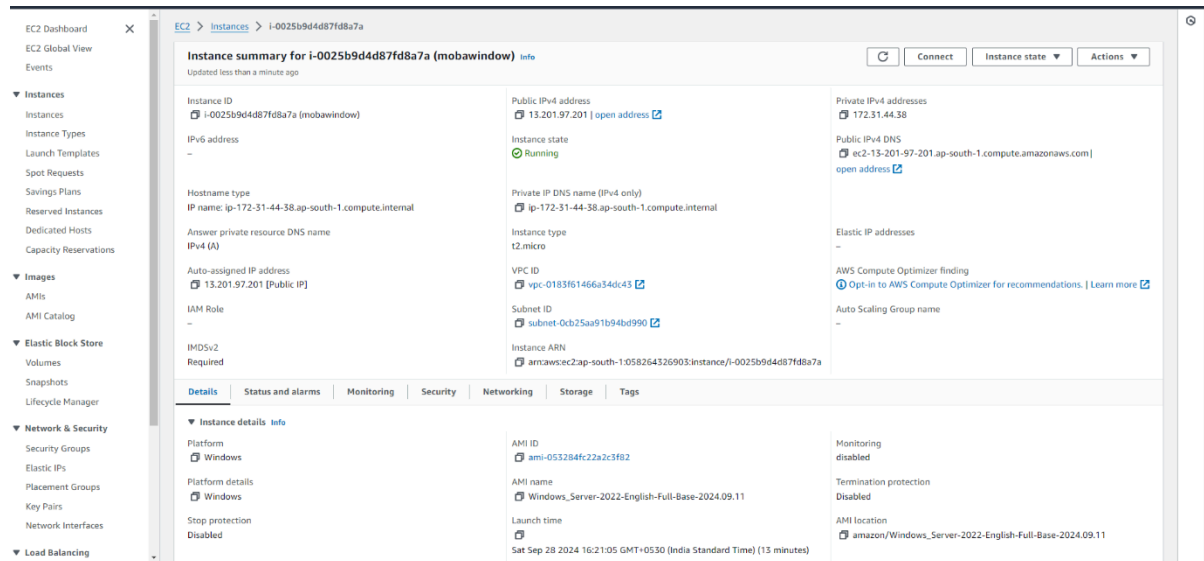 EC2 Dashboard
EC2 Global View
Events
Instances
Instances
Instance Types
Launch Templates
Spot Requests
Savings Plans
Reserved Instances
Dedicated Hosts
Capacity Reservations
Images
AMIs
AMI Catalog
Elastic Block Store
Volumes
Snapshots
Lifecycle Manager
Network & Security
Security Groups
Elastic IPs
Placement Groups
Key Pairs
Network Interfaces
Load Balancing
EC2 > Instances > i-0025b9d4d87fd8a7a
Instance summary for i-0025b9d4d87fd8a7a (mobawindow) Info
Updated less than a minute ago
Connect
Instance state
Actions
Instance ID
i-0025b9d4d87fd8a7a (mobawindow)
Public IPv4 address
13.201.97.201 | open address
Private IPv4 addresses
172.31.44.38
IPv6 address
–
Instance state
Running
Public IPv4 DNS
ec2-13-201-97-201.ap-south-1.compute.amazonaws.com |
open address
Hostname type
IP name: ip-172-31-44-38.ap-south-1.compute.internal
Private IP DNS name (IPv4 only)
ip-172-31-44-38.ap-south-1.compute.internal
Answer private resource DNS name
IPv4 (A)
Instance type
t2.micro
Elastic IP addresses
–
Auto-assigned IP address
13.201.97.201 [Public IP]
VPC ID
vpc-0183f61466a34dc43
AWS Compute Optimizer finding
Opt-in to AWS Compute Optimizer for recommendations. | Learn more
IAM Role
–
Subnet ID
subnet-0cb25aa91b94bd990
Auto Scaling Group name
–
IMDSv2
Required
Instance ARN
arn:aws:ec2:ap-south-1:058264326903:instance/i-0025b9d4d87fd8a7a
Details
Status and alarms
Monitoring
Security
Networking
Storage
Tags
Instance details Info
Platform
Windows
AMI ID
ami-053284fc22a2c3f82
Monitoring
disabled
Platform details
Windows
AMI name
Windows_Server-2022-English-Full-Base-2024.09.11
Termination protection
Disabled
Stop protection
Disabled
Launch time
Sat Sep 28 2024 16:21:05 GMT+0530 (India Standard Time) (13 minutes)
AMI location
amazon/Windows_Server-2022-English-Full-Base-2024.09.11